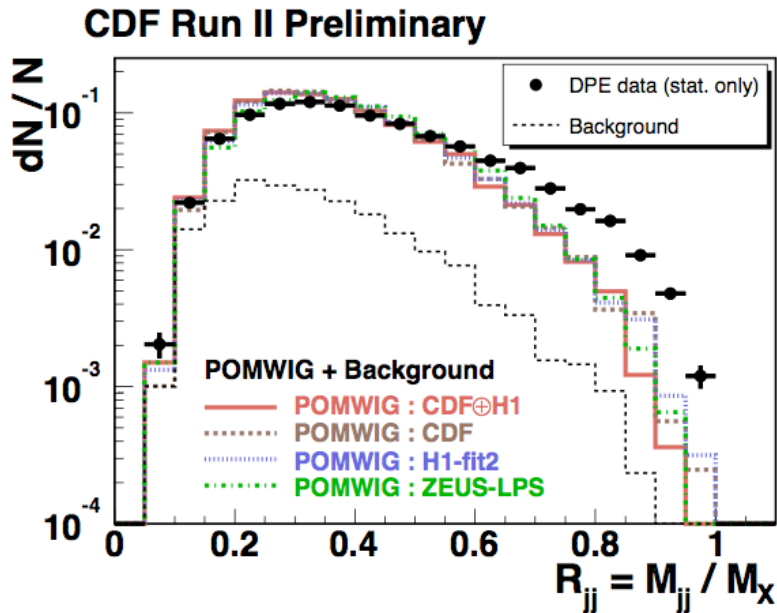 CDF Run II Preliminary
dN / N
10⁻¹
10⁻²
10⁻³
10⁻⁴
DPE data (stat. only)
Background
POMWIG + Background
POMWIG : CDF⊕H1
POMWIG : CDF
POMWIG : H1-fit2
POMWIG : ZEUS-LPS
0 0.2 0.4 0.6 0.8 1
R_jj = M_jj / M_X